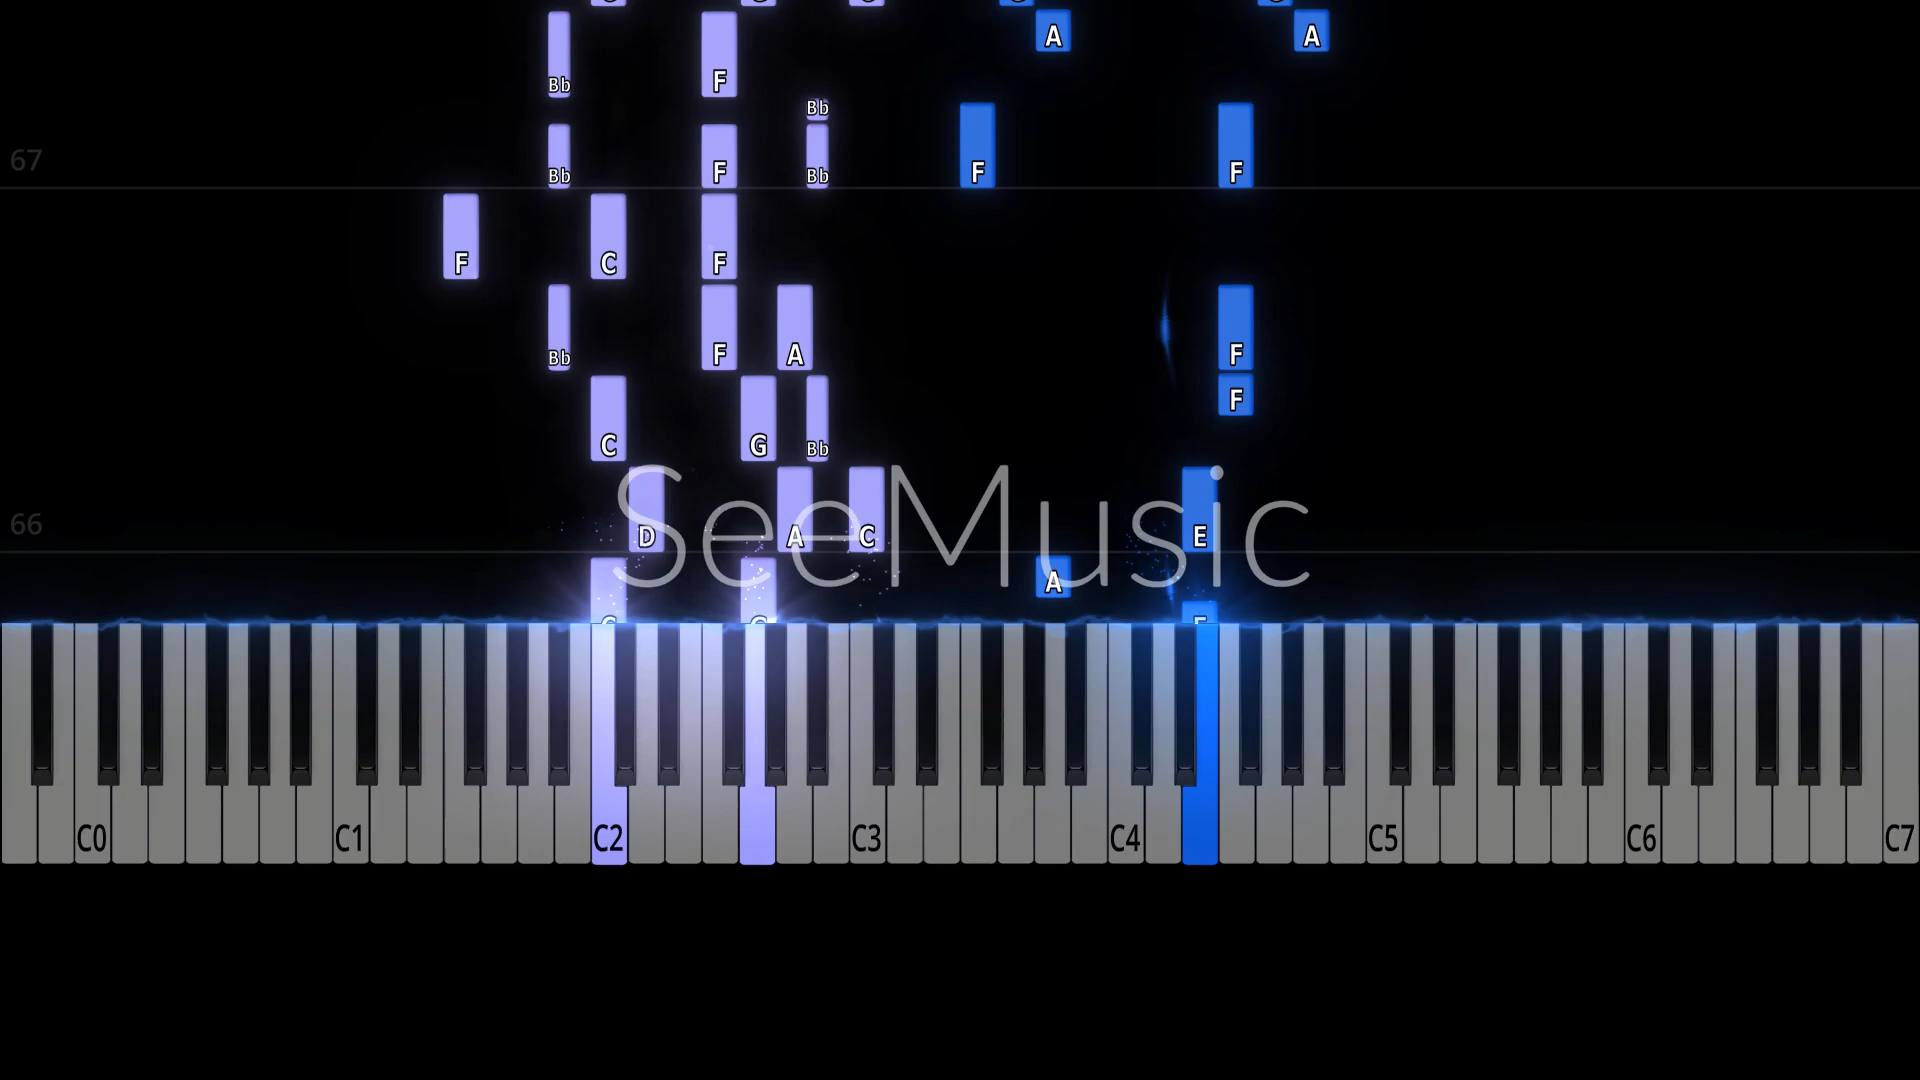 A A
Bb F
Bb
67
Bb F Bb F F
F C F
Bb F A F
F
C G Bb
SeeMusic
66
D A C E
A
C0 C1 C2 C3 C4 C5 C6 C7